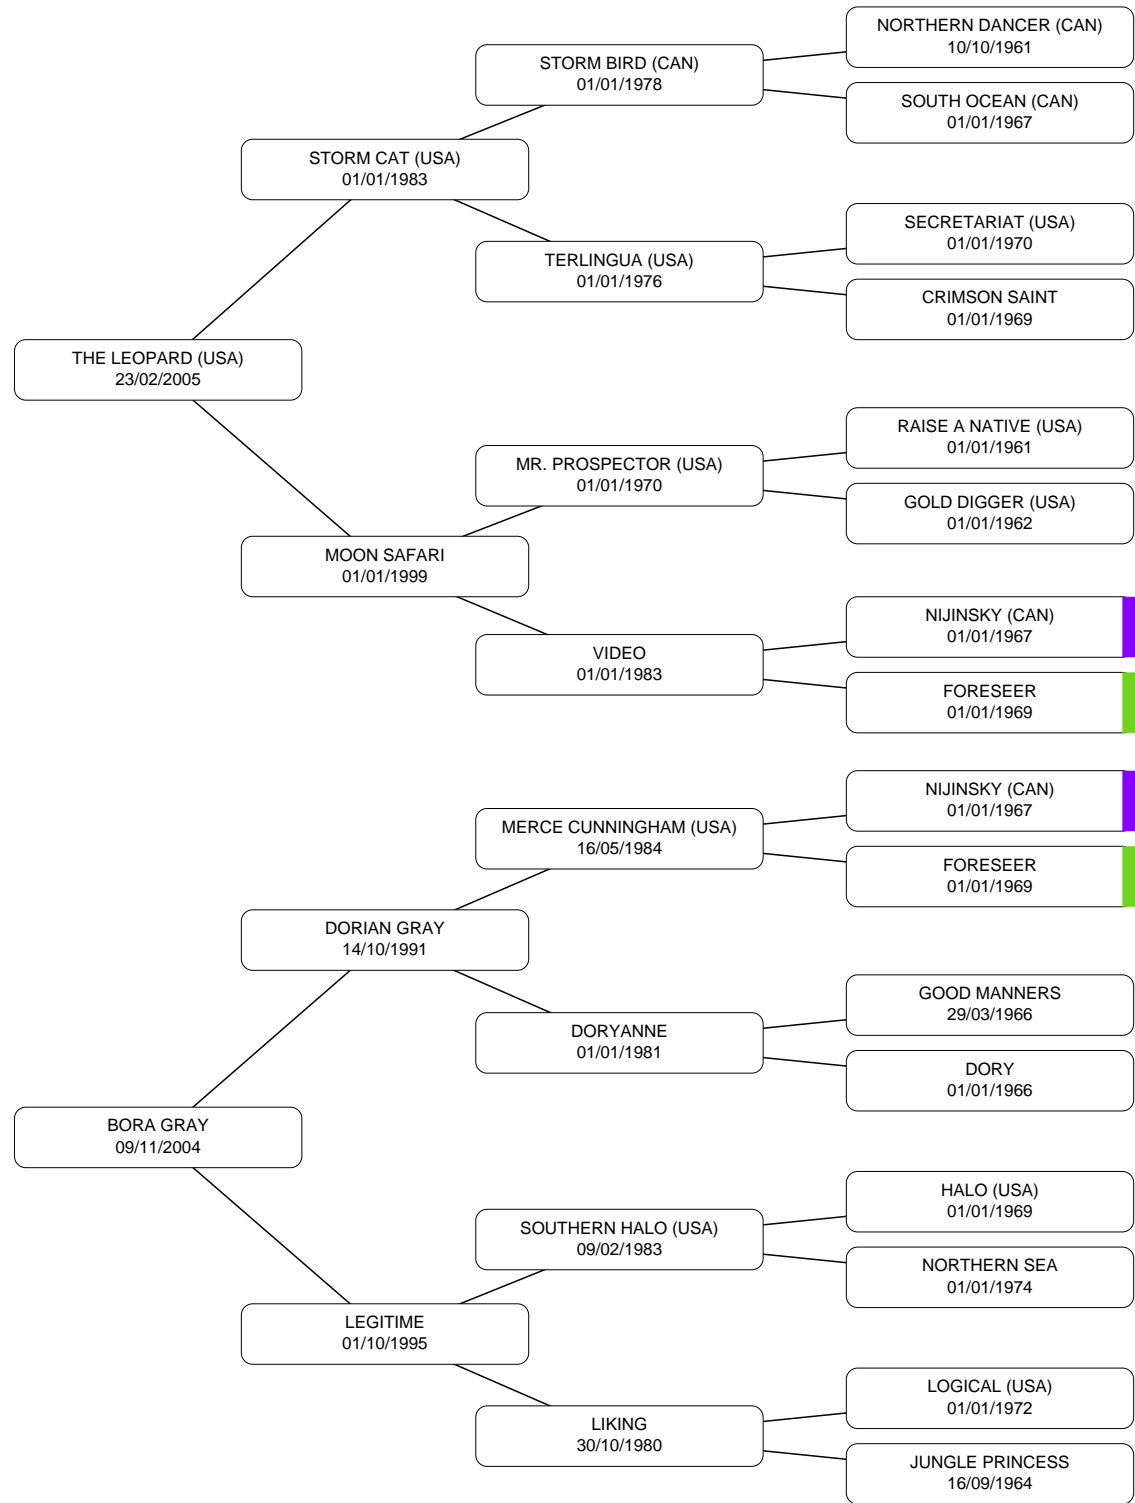 NORTHERN DANCER (CAN)
10/10/1961
STORM BIRD (CAN)
01/01/1978
SOUTH OCEAN (CAN)
01/01/1967
STORM CAT (USA)
01/01/1983
SECRETARIAT (USA)
01/01/1970
TERLINGUA (USA)
01/01/1976
CRIMSON SAINT
01/01/1969
THE LEOPARD (USA)
23/02/2005
RAISE A NATIVE (USA)
01/01/1961
MR. PROSPECTOR (USA)
01/01/1970
GOLD DIGGER (USA)
01/01/1962
MOON SAFARI
01/01/1999
NIJINSKY (CAN)
01/01/1967
VIDEO
01/01/1983
FORESEER
01/01/1969
NIJINSKY (CAN)
01/01/1967
MERCE CUNNINGHAM (USA)
16/05/1984
FORESEER
01/01/1969
DORIAN GRAY
14/10/1991
GOOD MANNERS
29/03/1966
DORYANNE
01/01/1981
DORY
01/01/1966
BORA GRAY
09/11/2004
HALO (USA)
01/01/1969
SOUTHERN HALO (USA)
09/02/1983
NORTHERN SEA
01/01/1974
LEGITIME
01/10/1995
LOGICAL (USA)
01/01/1972
LIKING
30/10/1980
JUNGLE PRINCESS
16/09/1964